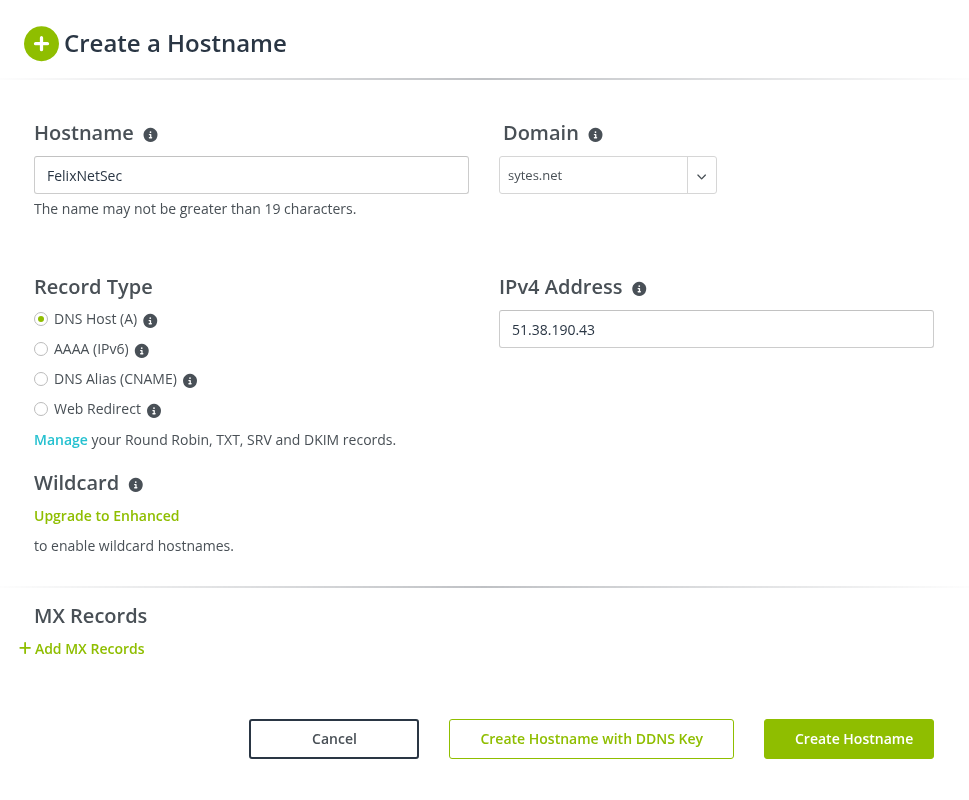 Create a Hostname
Hostname
Domain
FelixNetSec
sytes.net
The name may not be greater than 19 characters.
Record Type
IPv4 Address
DNS Host (A)
51.38.190.43
AAAA (IPv6)
DNS Alias (CNAME)
Web Redirect
Manage your Round Robin, TXT, SRV and DKIM records.
Wildcard
Upgrade to Enhanced
to enable wildcard hostnames.
MX Records
+ Add MX Records
Cancel
Create Hostname with DDNS Key
Create Hostname